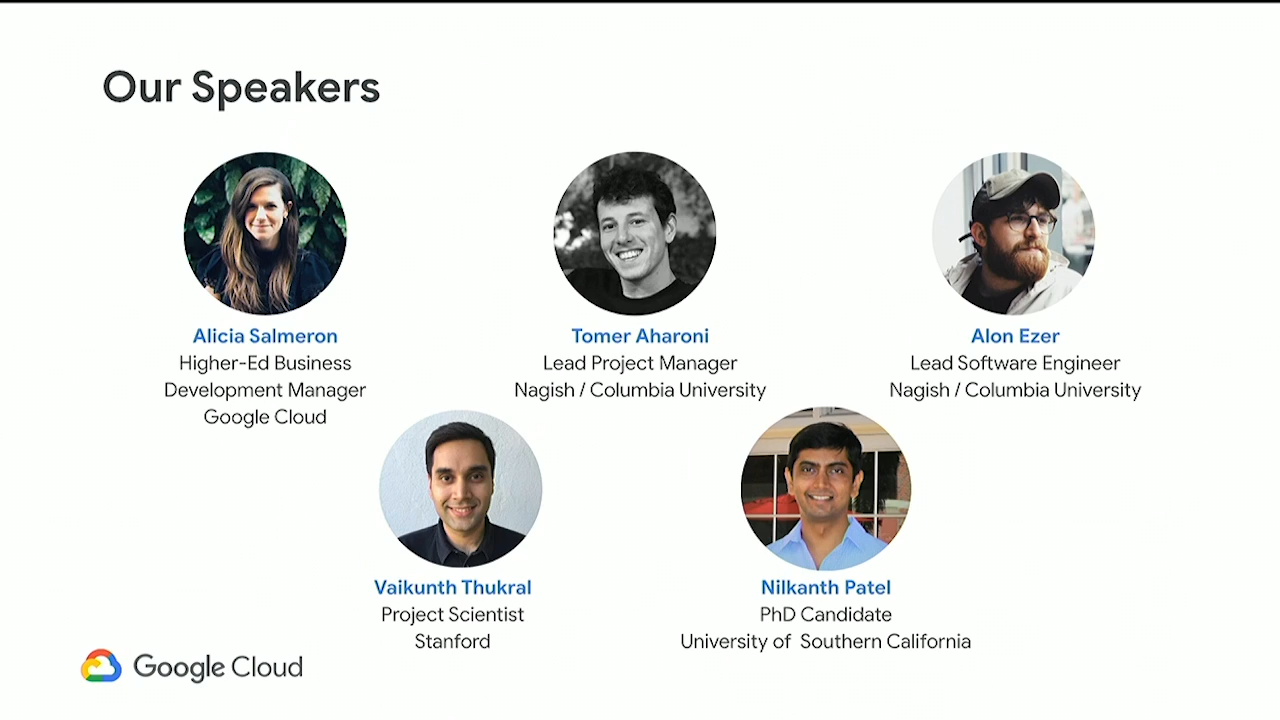 Our Speakers
Alicia Salmeron
Higher-Ed Business
Development Manager
Google Cloud
Tomer Aharoni
Lead Project Manager
Nagish / Columbia University
Alon Ezer
Lead Software Engineer
Nagish / Columbia University
Vaikunth Thukral
Project Scientist
Stanford
Nilkanth Patel
PhD Candidate
University of Southern California
Google Cloud